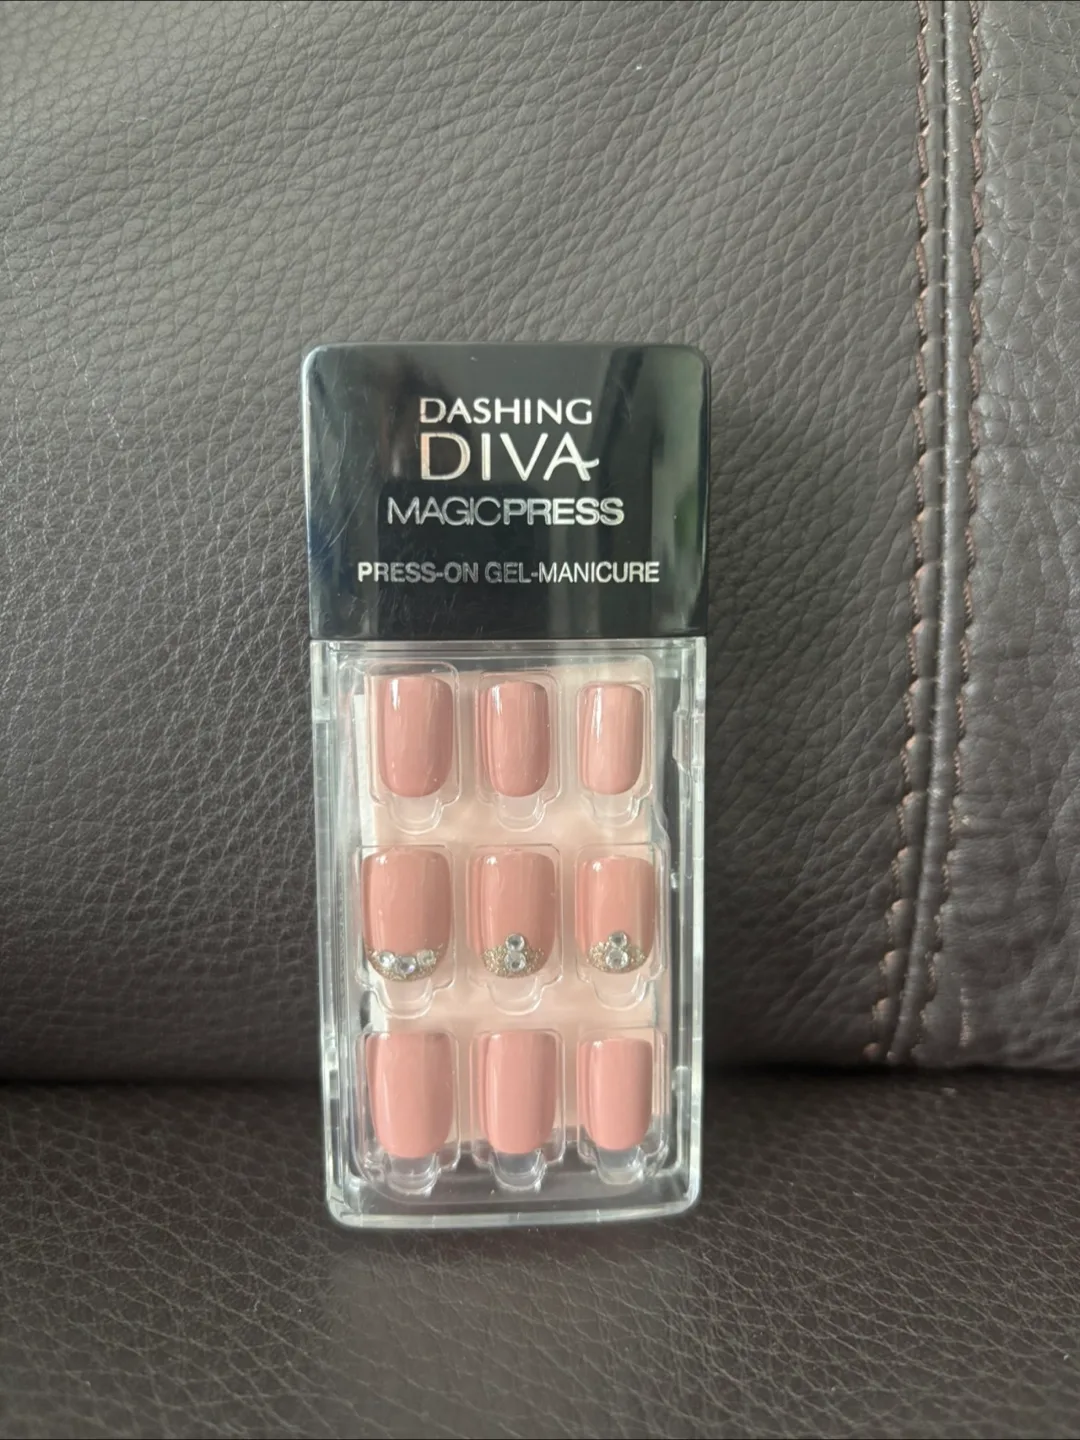 DASHING
DIVA
MAGICPRESS
PRESS-ON GEL-MANICURE